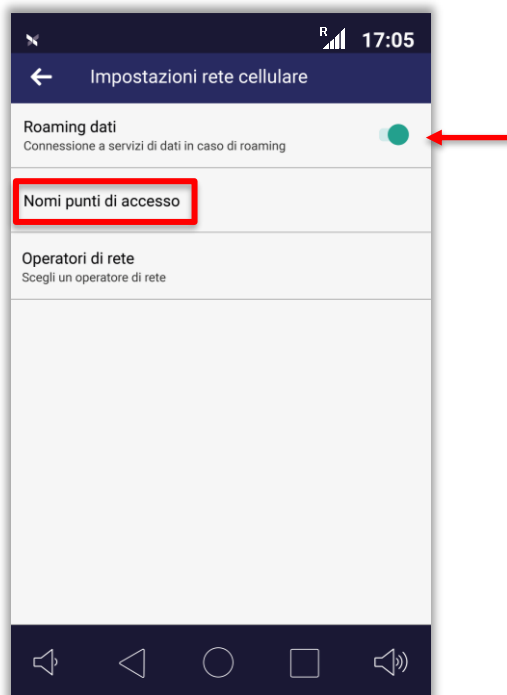 R
17:05
Impostazioni rete cellulare
Roaming dati
Connessione a servizi di dati in caso di roaming
Nomi punti di accesso
Operatori di rete
Scegli un operatore di rete